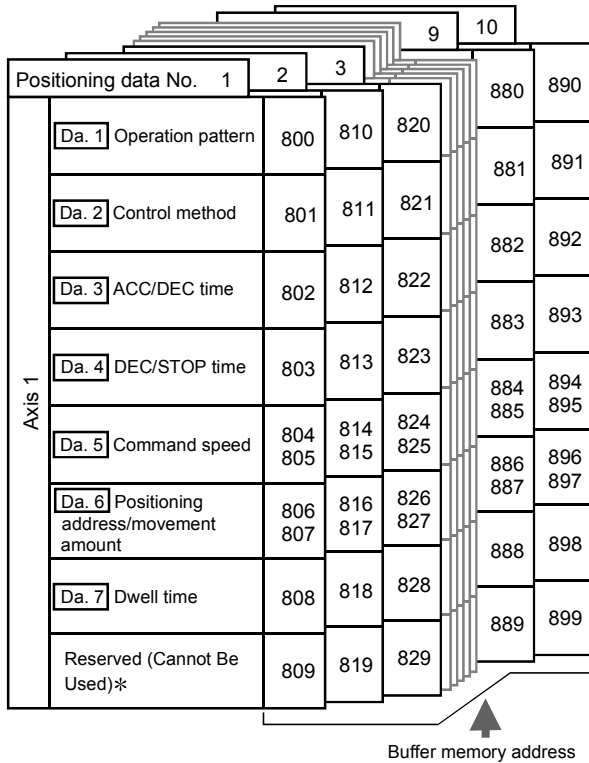 9 10
Positioning data No. 1 2 3
880 890
Da. 1 Operation pattern 800 810 820
881 891
Da. 2 Control method 801 811 821
882 892
Da. 3 ACC/DEC time 802 812 822
883 893
Da. 4 DEC/STOP time 803 813 823
884 894
885 895
Axis 1
Da. 5 Command speed 804 814 824
805 815 825
886 896
887 897
Da. 6 Positioning
address/movement
amount
806 816 826
807 817 827
888 898
Da. 7 Dwell time 808 818 828
889 899
Reserved (Cannot Be
Used)* 809 819 829
Buffer memory address